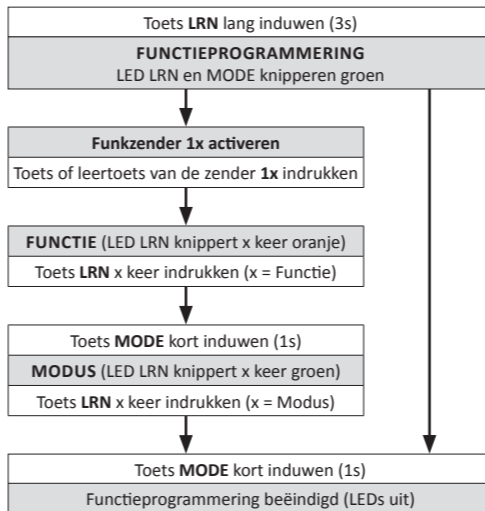 Toets LRN lang induwen (3s)
FUNCTIEPROGRAMMERING
LED LRN en MODE knipperen groen
Funkzender 1x activeren
Toets of leertoets van de zender 1x indrukken
FUNCTIE (LED LRN knippert x keer oranje)
Toets LRN x keer indrukken (x = Functie)
Toets MODE kort induwen (1s)
MODUS (LED LRN knippert x keer groen)
Toets LRN x keer indrukken (x = Modus)
Toets MODE kort induwen (1s)
Functieprogrammering beëindigd (LEDs uit)